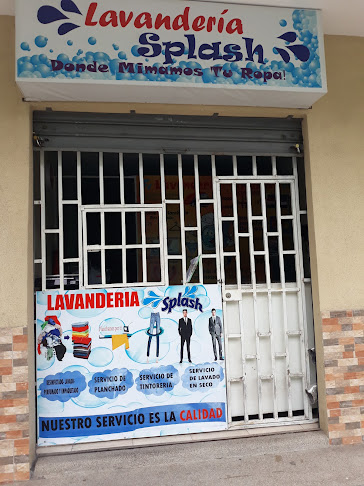 Lavandería
Splash
Donde Mimamos Tu Ropa!
LAVANDERIA Splash
SERVICIO DE
PLANCHADO
SERVICIO DE
TINTORERIA
SERVICIO
DE LAVADO
EN SECO
NUESTRO SERVICIO ES LA CALIDAD